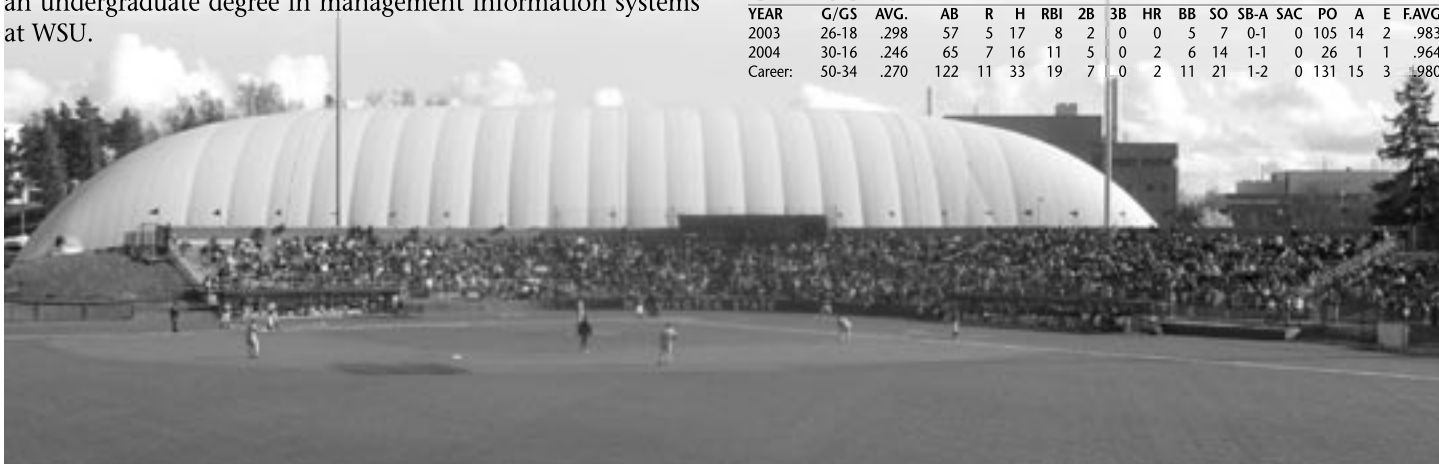 an undergraduate degree in management information systems
at WSU.
YEAR G/GS AVG. AB R H RBI 2B 3B HR BB SO SB-A SAC PO A E F.AVG
2003 26-18 .298 57 5 17 8 2 0 0 5 7 0-1 0 105 14 2 .983
2004 30-16 .246 65 7 16 11 5 0 2 6 14 1-1 0 26 1 1 .964
Career: 50-34 .270 122 11 33 19 7 0 2 11 21 1-2 0 131 15 3 .980